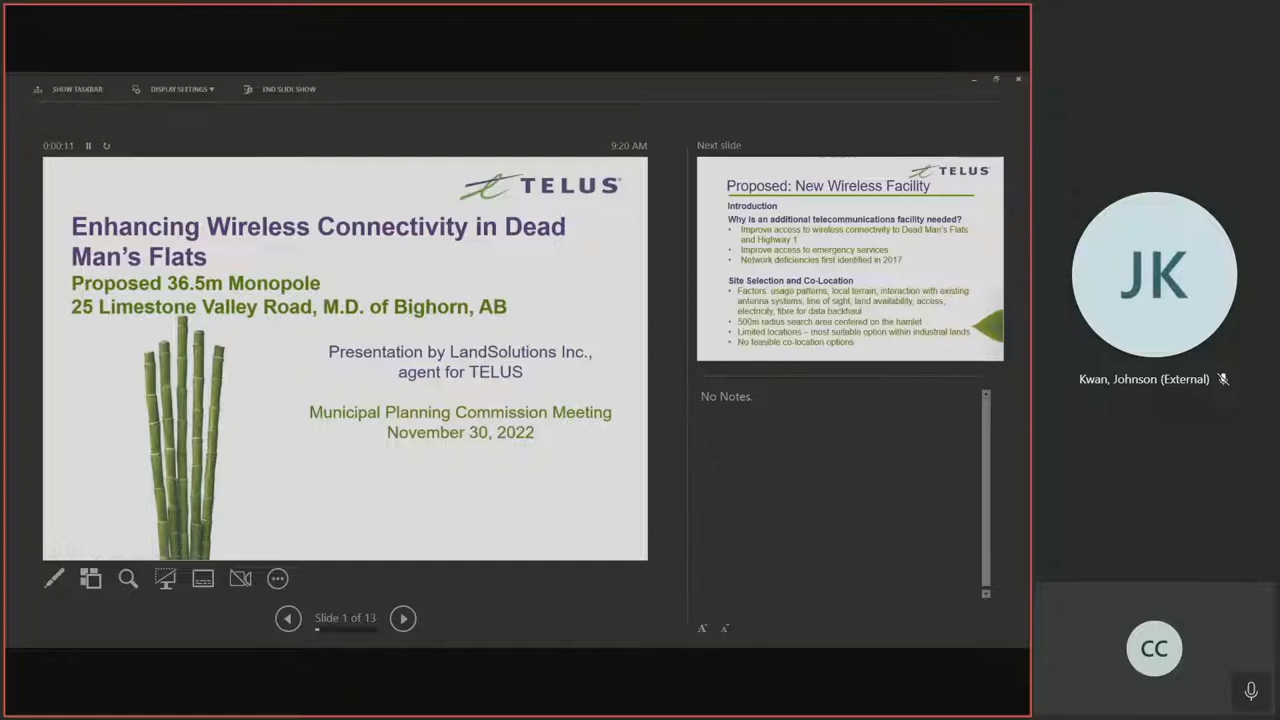 SHOW TASKBAR
DISPLAY SETTINGS ▼
END SLIDE SHOW
0:00:11
9:20 AM
TELUS®
Enhancing Wireless Connectivity in Dead
Man's Flats
Proposed 36.5m Monopole
25 Limestone Valley Road, M.D. of Bighorn, AB
Presentation by LandSolutions Inc.,
agent for TELUS
Municipal Planning Commission Meeting
November 30, 2022
Slide 1 of 13
Next slide
TELUS®
Proposed: New Wireless Facility
Introduction
Why is an additional telecommunications facility needed?
• Improve access to wireless connectivity to Dead Man's Flats
and Highway 1
• Improve access to emergency services
• Network deficiencies first identified in 2017
Site Selection and Co-Location
• Factors: usage patterns, local terrain, interaction with existing
antenna systems, line of sight, land availability, access,
electricity, fibre for data backhaul
• 500m radius search area centered on the hamlet
• Limited locations – most suitable option within industrial lands
• No feasible co-location options
No Notes.
A A
JK
Kwan, Johnson (External)
CC